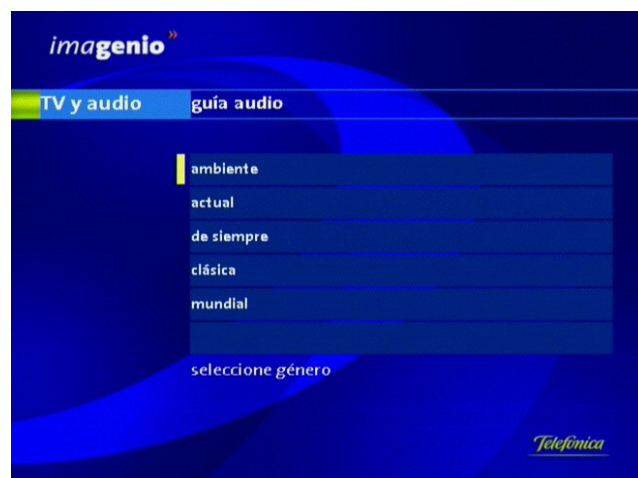 imagenio»
TV y audio guía audio
ambiente
actual
de siempre
clásica
mundial
seleccione género
Telefónica